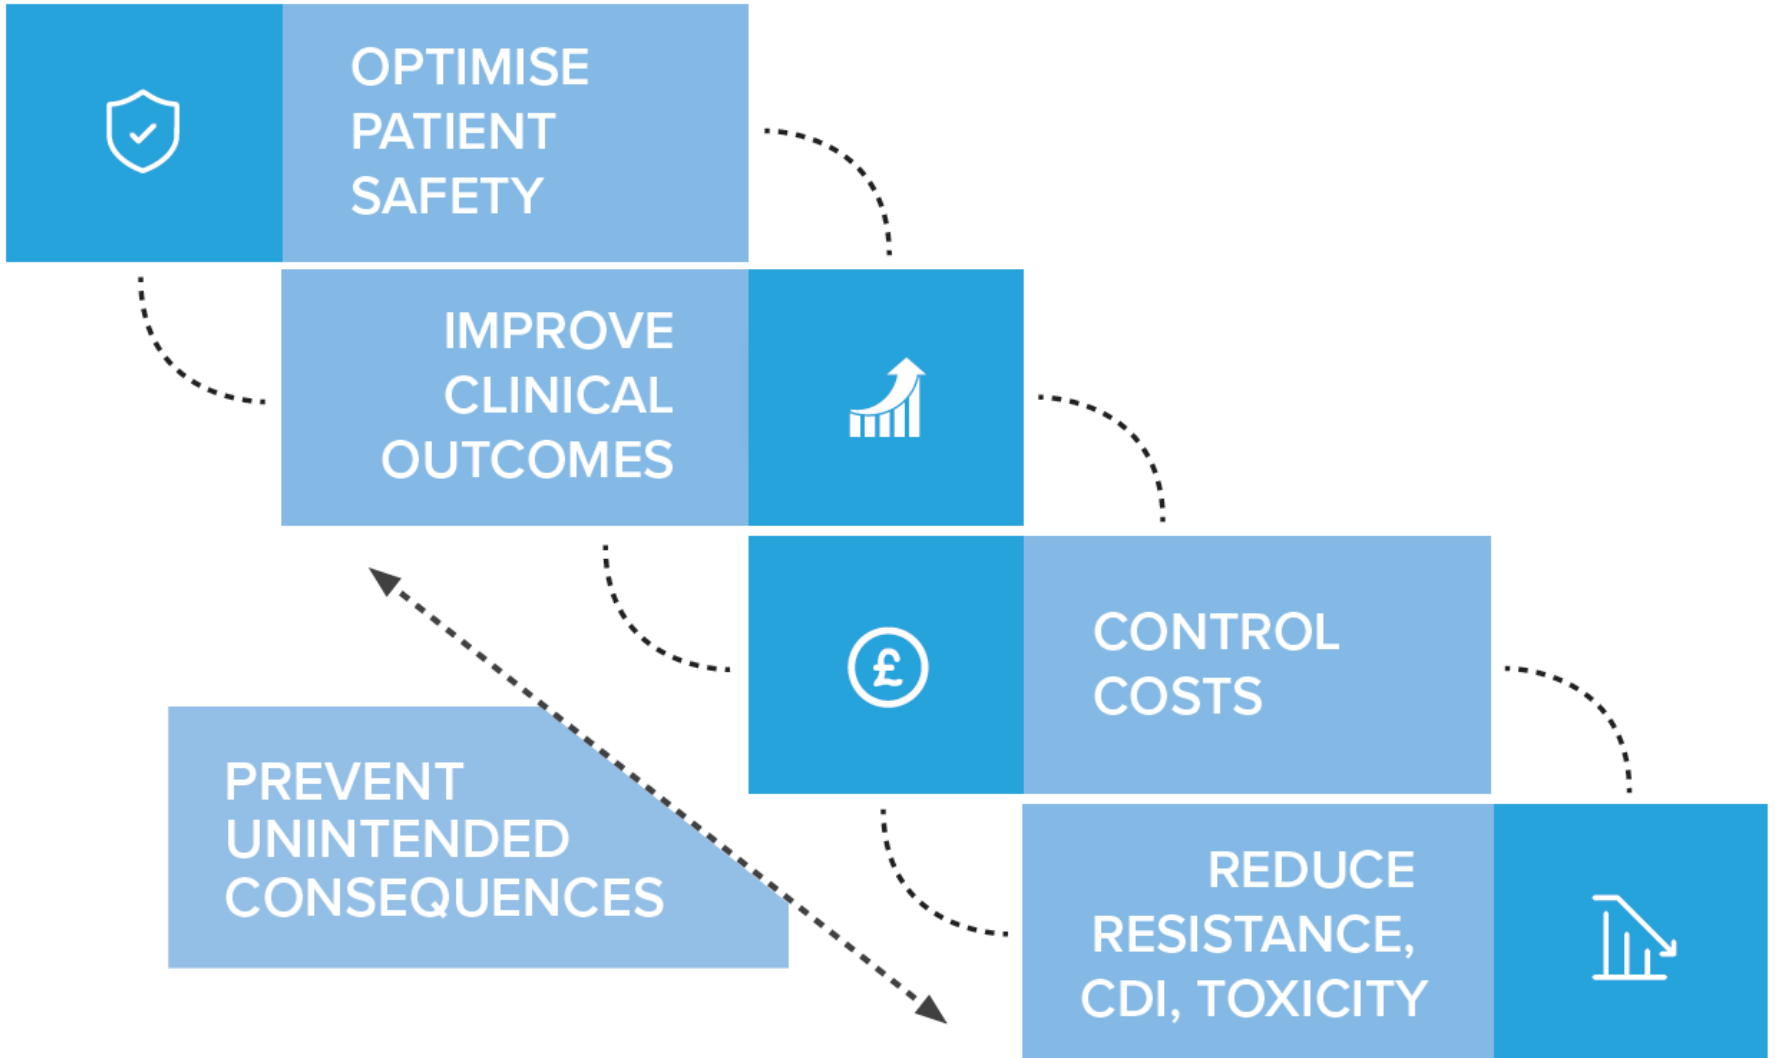 OPTIMISE
PATIENT
SAFETY
IMPROVE
CLINICAL
OUTCOMES
£
CONTROL
COSTS
PREVENT
UNINTENDED
CONSEQUENCES
REDUCE
RESISTANCE,
CDI, TOXICITY